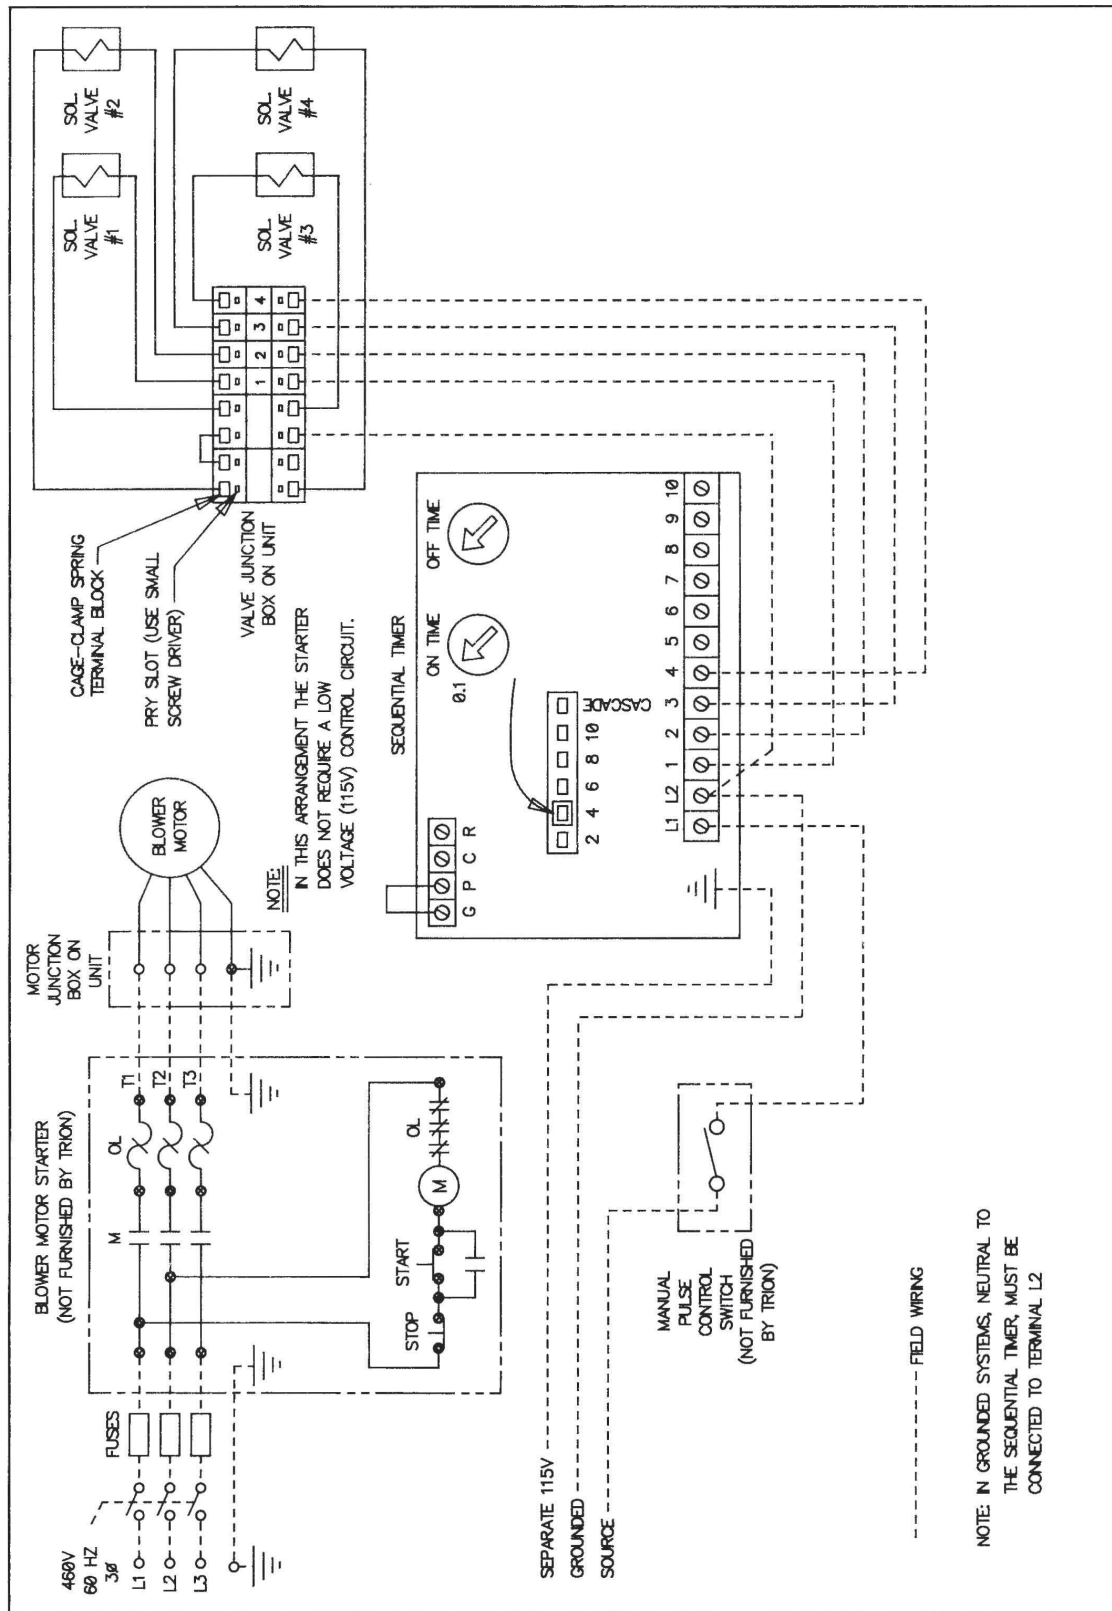 460V
60 HZ
3Ø
L1
L2
L3
FUSES
BLOWER MOTOR STARTER
(NOT FURNISHED BY TRION)
M
OL
T1
T2
T3
STOP
START
M
OL
MOTOR
JUNCTION
BOX ON
UNIT
BLOWER
MOTOR
NOTE:
IN THIS ARRANGEMENT THE STARTER
DOES NOT REQUIRE A LOW
VOLTAGE (115V) CONTROL CIRCUIT.
CAGE-CLAMP SPRING
TERMINAL BLOCK
PRY SLOT (USE SMALL
SCREW DRIVER)
VALVE JUNCTION
BOX ON UNIT
1
2
3
4
SOL.
VALVE
#1
SOL.
VALVE
#2
SOL.
VALVE
#3
SOL.
VALVE
#4
SEQUENTIAL TIMER
G P C R
0.1
ON TIME
OFF TIME
2 4 6 8 10
CASCADE
L1 L2 1 2 3 4 5 6 7 8 9 10
SEPARATE 115V
GROUNDED
SOURCE
MANUAL
PULSE
CONTROL
SWITCH
(NOT FURNISHED
BY TRION)
FIELD WIRING
NOTE: IN GROUNDED SYSTEMS, NEUTRAL TO
THE SEQUENTIAL TIMER, MUST BE
CONNECTED TO TERMINAL L2